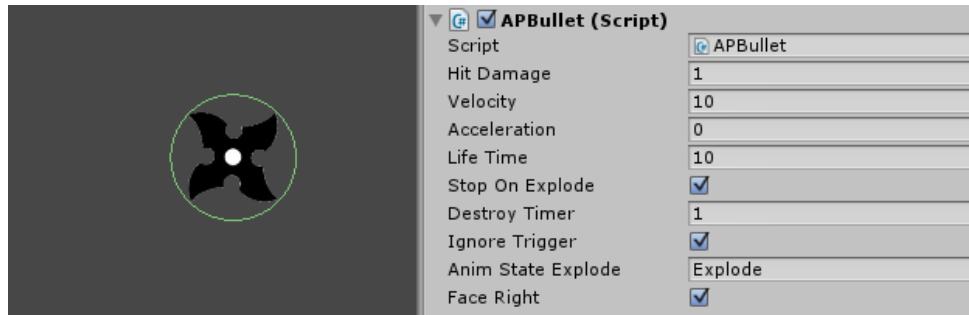 APBullet (Script)
Script APBullet
Hit Damage 1
Velocity 10
Acceleration 0
Life Time 10
Stop On Explode
Destroy Timer 1
Ignore Trigger
Anim State Explode Explode
Face Right